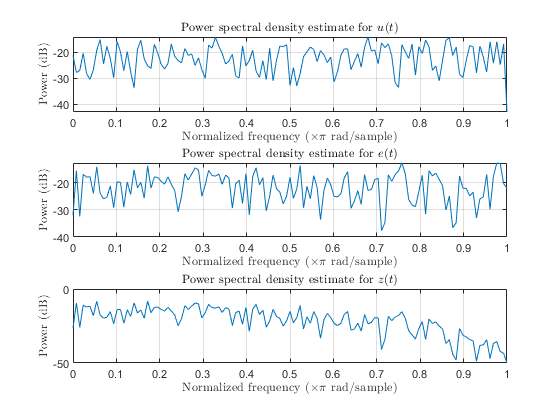 Power spectral density estimate for u(t)
Power (dB)
-20
-30
-40
0 0.1 0.2 0.3 0.4 0.5 0.6 0.7 0.8 0.9 1
Normalized frequency (×π rad/sample)
Power spectral density estimate for e(t)
Power (dB)
-20
-30
-40
0 0.1 0.2 0.3 0.4 0.5 0.6 0.7 0.8 0.9 1
Normalized frequency (×π rad/sample)
Power spectral density estimate for z(t)
Power (dB)
0
-50
0 0.1 0.2 0.3 0.4 0.5 0.6 0.7 0.8 0.9 1
Normalized frequency (×π rad/sample)